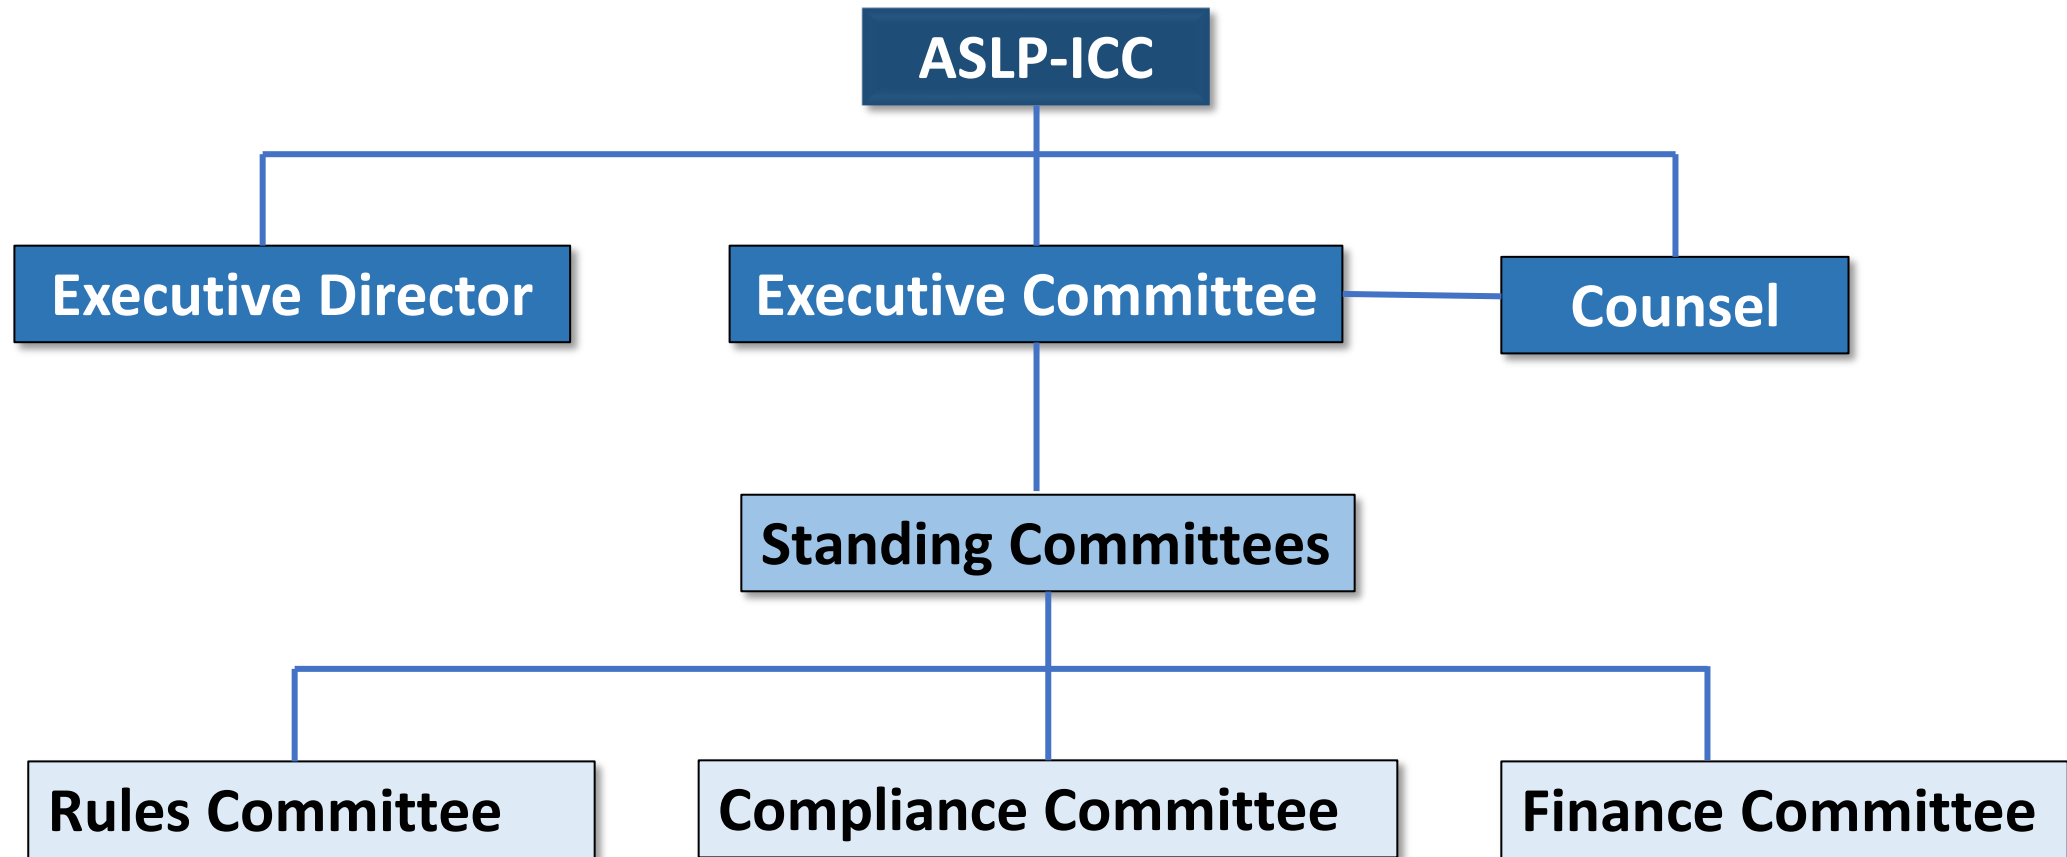 ASLP-ICC
Executive Director
Executive Committee
Counsel
Standing Committees
Rules Committee
Compliance Committee
Finance Committee